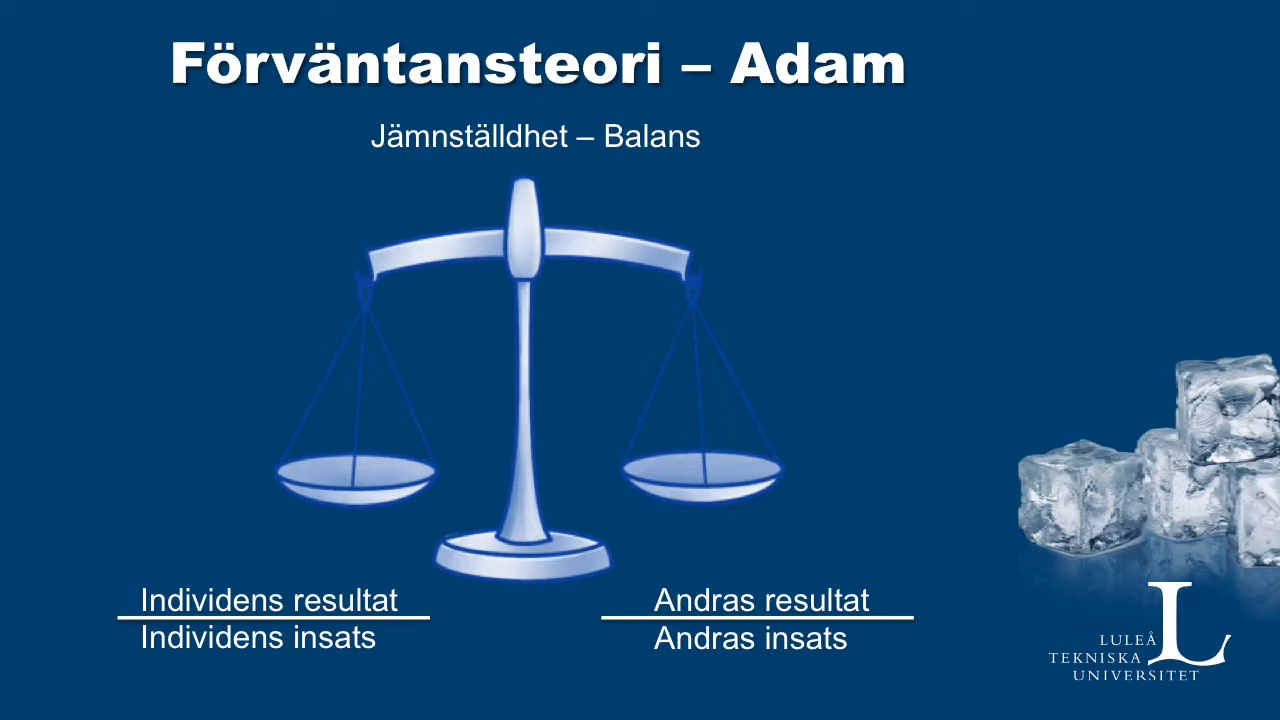 Förväntansteori – Adam
Jämnställdhet – Balans
Individens resultat
Individens insats
Andras resultat
Andras insats
LULEÅ
TEKNISKA
UNIVERSITET